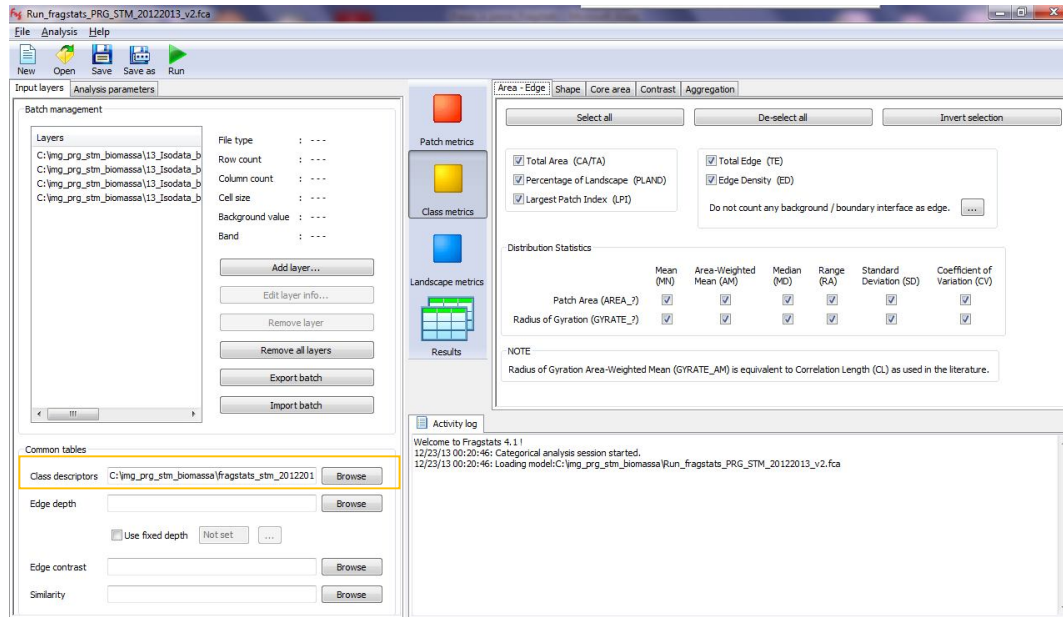 Run_fragstats_PRG_STM_20122013_v2.fca
File Analysis Help
New Open Save Save as Run
Input layers Analysis parameters
Batch management
Layers
C:\img_prg_stm_biomassa\13_Isodata_b
C:\img_prg_stm_biomassa\13_Isodata_b
C:\img_prg_stm_biomassa\13_Isodata_b
C:\img_prg_stm_biomassa\13_Isodata_b
File type : ---
Row count : ---
Column count : ---
Cell size : ---
Background value : ---
Band : ---
Add layer...
Edit layer info...
Remove layer
Remove all layers
Export batch
Import batch
Common tables
Class descriptors C:\img_prg_stm_biomassa\fragstats_stm_2012201 Browse
Edge depth Browse
Use fixed depth Not set ...
Edge contrast Browse
Similarity Browse
Patch metrics
Class metrics
Landscape metrics
Results
Area - Edge Shape Core area Contrast Aggregation
Select all De-select all Invert selection
Total Area (CA/TA)
Percentage of Landscape (PLAND)
Largest Patch Index (LPI)
Total Edge (TE)
Edge Density (ED)
Do not count any background / boundary interface as edge. ...
Distribution Statistics
Mean (MN) Area-Weighted Mean (AM) Median (MD) Range (RA) Standard Deviation (SD) Coefficient of Variation (CV)
Patch Area (AREA_?)
Radius of Gyration (GYRATE_?)
NOTE
Radius of Gyration Area-Weighted Mean (GYRATE_AM) is equivalent to Correlation Length (CL) as used in the literature.
Activity log
Welcome to Fragstats 4.1 !
12/23/13 00:20:46: Categorical analysis session started.
12/23/13 00:20:46: Loading model:C:\img_prg_stm_biomassa\Run_fragstats_PRG_STM_20122013_v2.fca